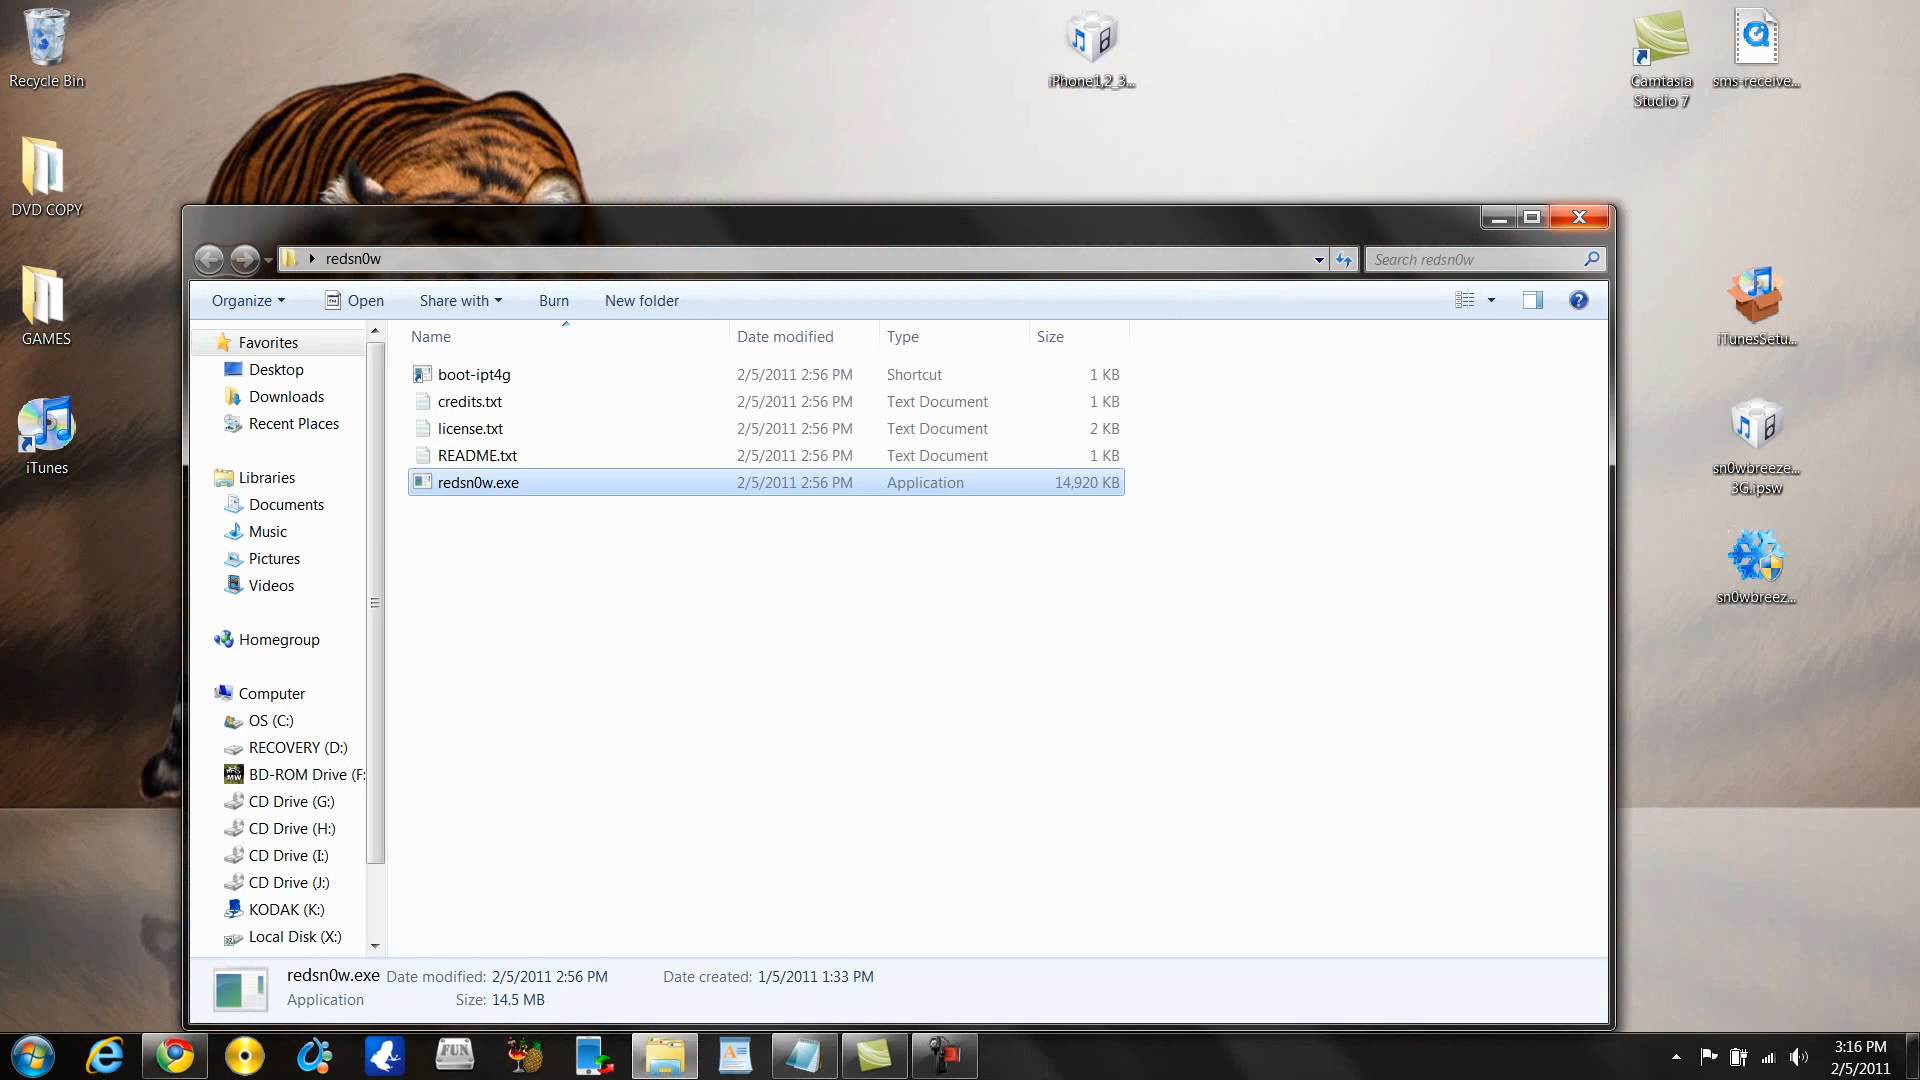 Recycle Bin
DVD COPY
GAMES
iTunes
iPhone1,2_3...
Camtasia
Studio 7
sms-receive...
iTunesSetu...
sn0wbreeze...
3G.ipsw
sn0wbreez...
redsn0w
Search redsn0w
Organize
Open
Share with
Burn
New folder
Favorites
Desktop
Downloads
Recent Places
Libraries
Documents
Music
Pictures
Videos
Homegroup
Computer
OS (C:)
RECOVERY (D:)
BD-ROM Drive (F:
CD Drive (G:)
CD Drive (H:)
CD Drive (I:)
CD Drive (J:)
KODAK (K:)
Local Disk (X:)
Name Date modified Type Size
boot-ipt4g 2/5/2011 2:56 PM Shortcut 1 KB
credits.txt 2/5/2011 2:56 PM Text Document 1 KB
license.txt 2/5/2011 2:56 PM Text Document 2 KB
README.txt 2/5/2011 2:56 PM Text Document 1 KB
redsn0w.exe 2/5/2011 2:56 PM Application 14,920 KB
redsn0w.exe Date modified: 2/5/2011 2:56 PM Date created: 1/5/2011 1:33 PM
Application Size: 14.5 MB
FUN
3:16 PM
2/5/2011